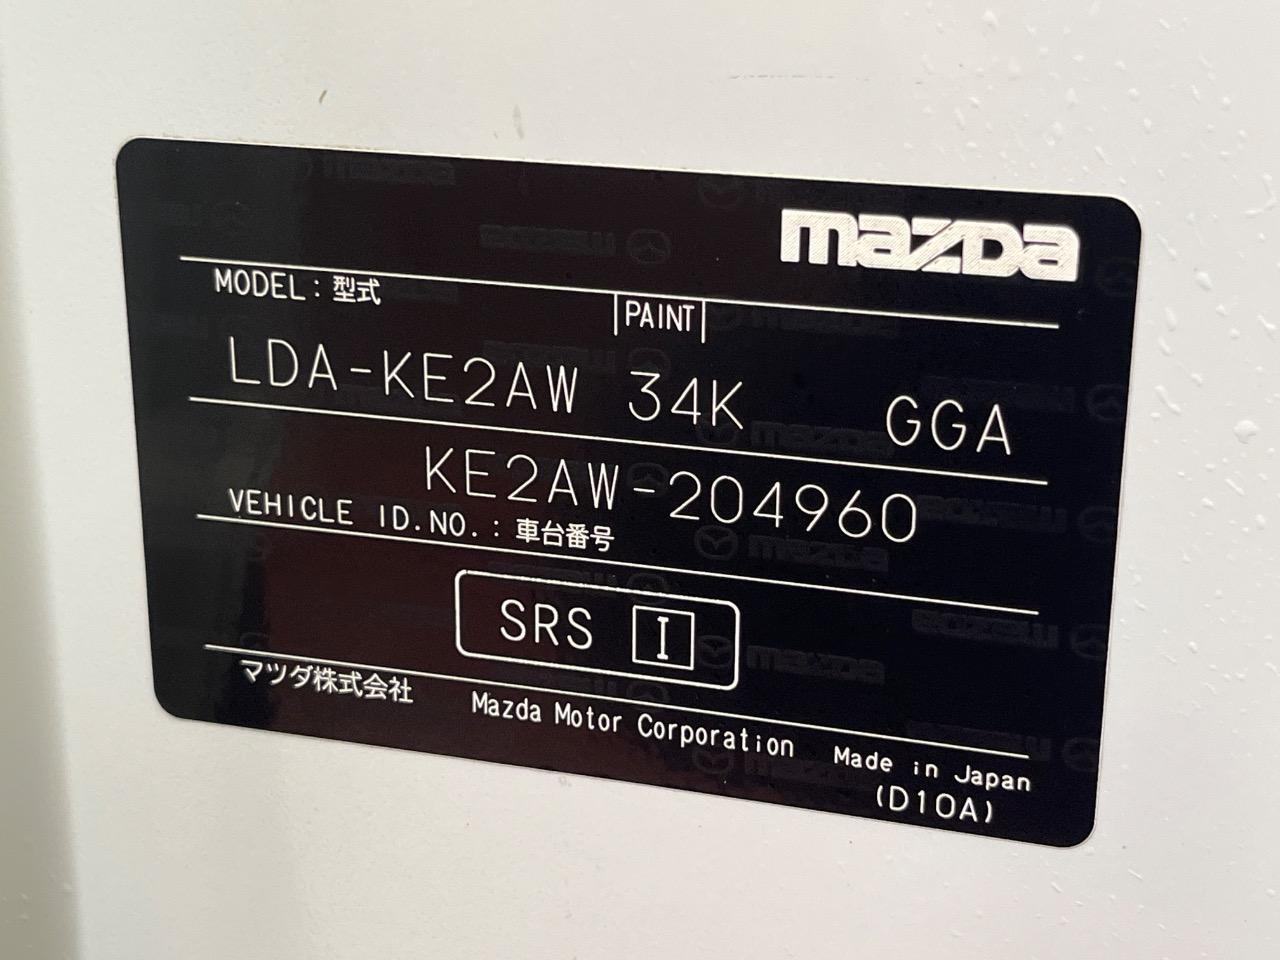 mazda
MODEL : 型式
PAINT
LDA-KE2AW 34K GGA
KE2AW-204960
VEHICLE ID.NO. : 車台番号
SRS I
マツダ株式会社 Mazda Motor Corporation Made in Japan
(D10A)